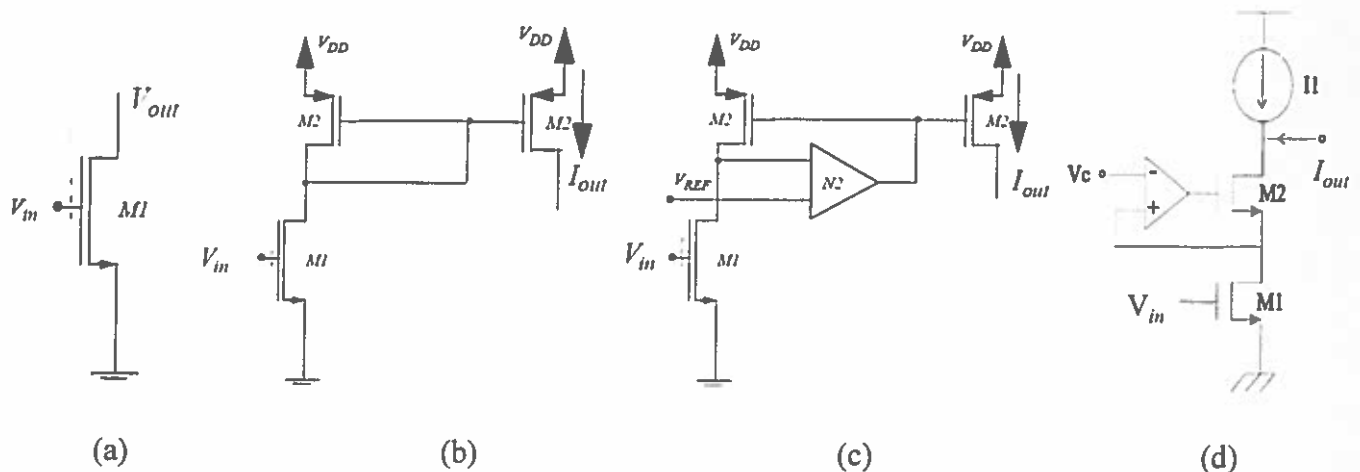 V_out
V_in
M1
(a)
V_DD
V_DD
M2
M2
I_out
V_in
M1
(b)
V_DD
V_DD
M2
M2
V_REF
N2
I_out
V_in
M1
(c)
I1
Vc
-
+
M2
I_out
V_in
M1
(d)